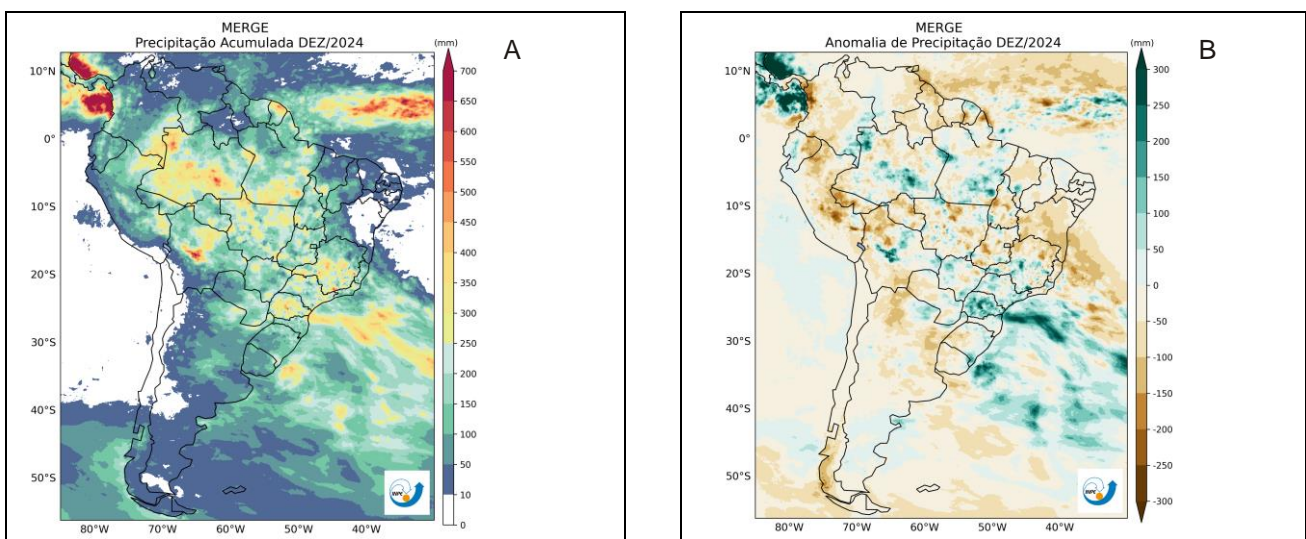 MERGE
Precipitação Acumulada DEZ/2024
(mm)
A
10°N
0°
10°S
20°S
30°S
40°S
50°S
80°W 70°W 60°W 50°W 40°W
700
650
600
550
500
450
400
350
300
250
200
150
100
50
10
0
INPE
MERGE
Anomalia de Precipitação DEZ/2024
(mm)
B
10°N
0°
10°S
20°S
30°S
40°S
50°S
80°W 70°W 60°W 50°W 40°W
300
250
200
150
100
50
0
-50
-100
-150
-200
-250
-300
INPE